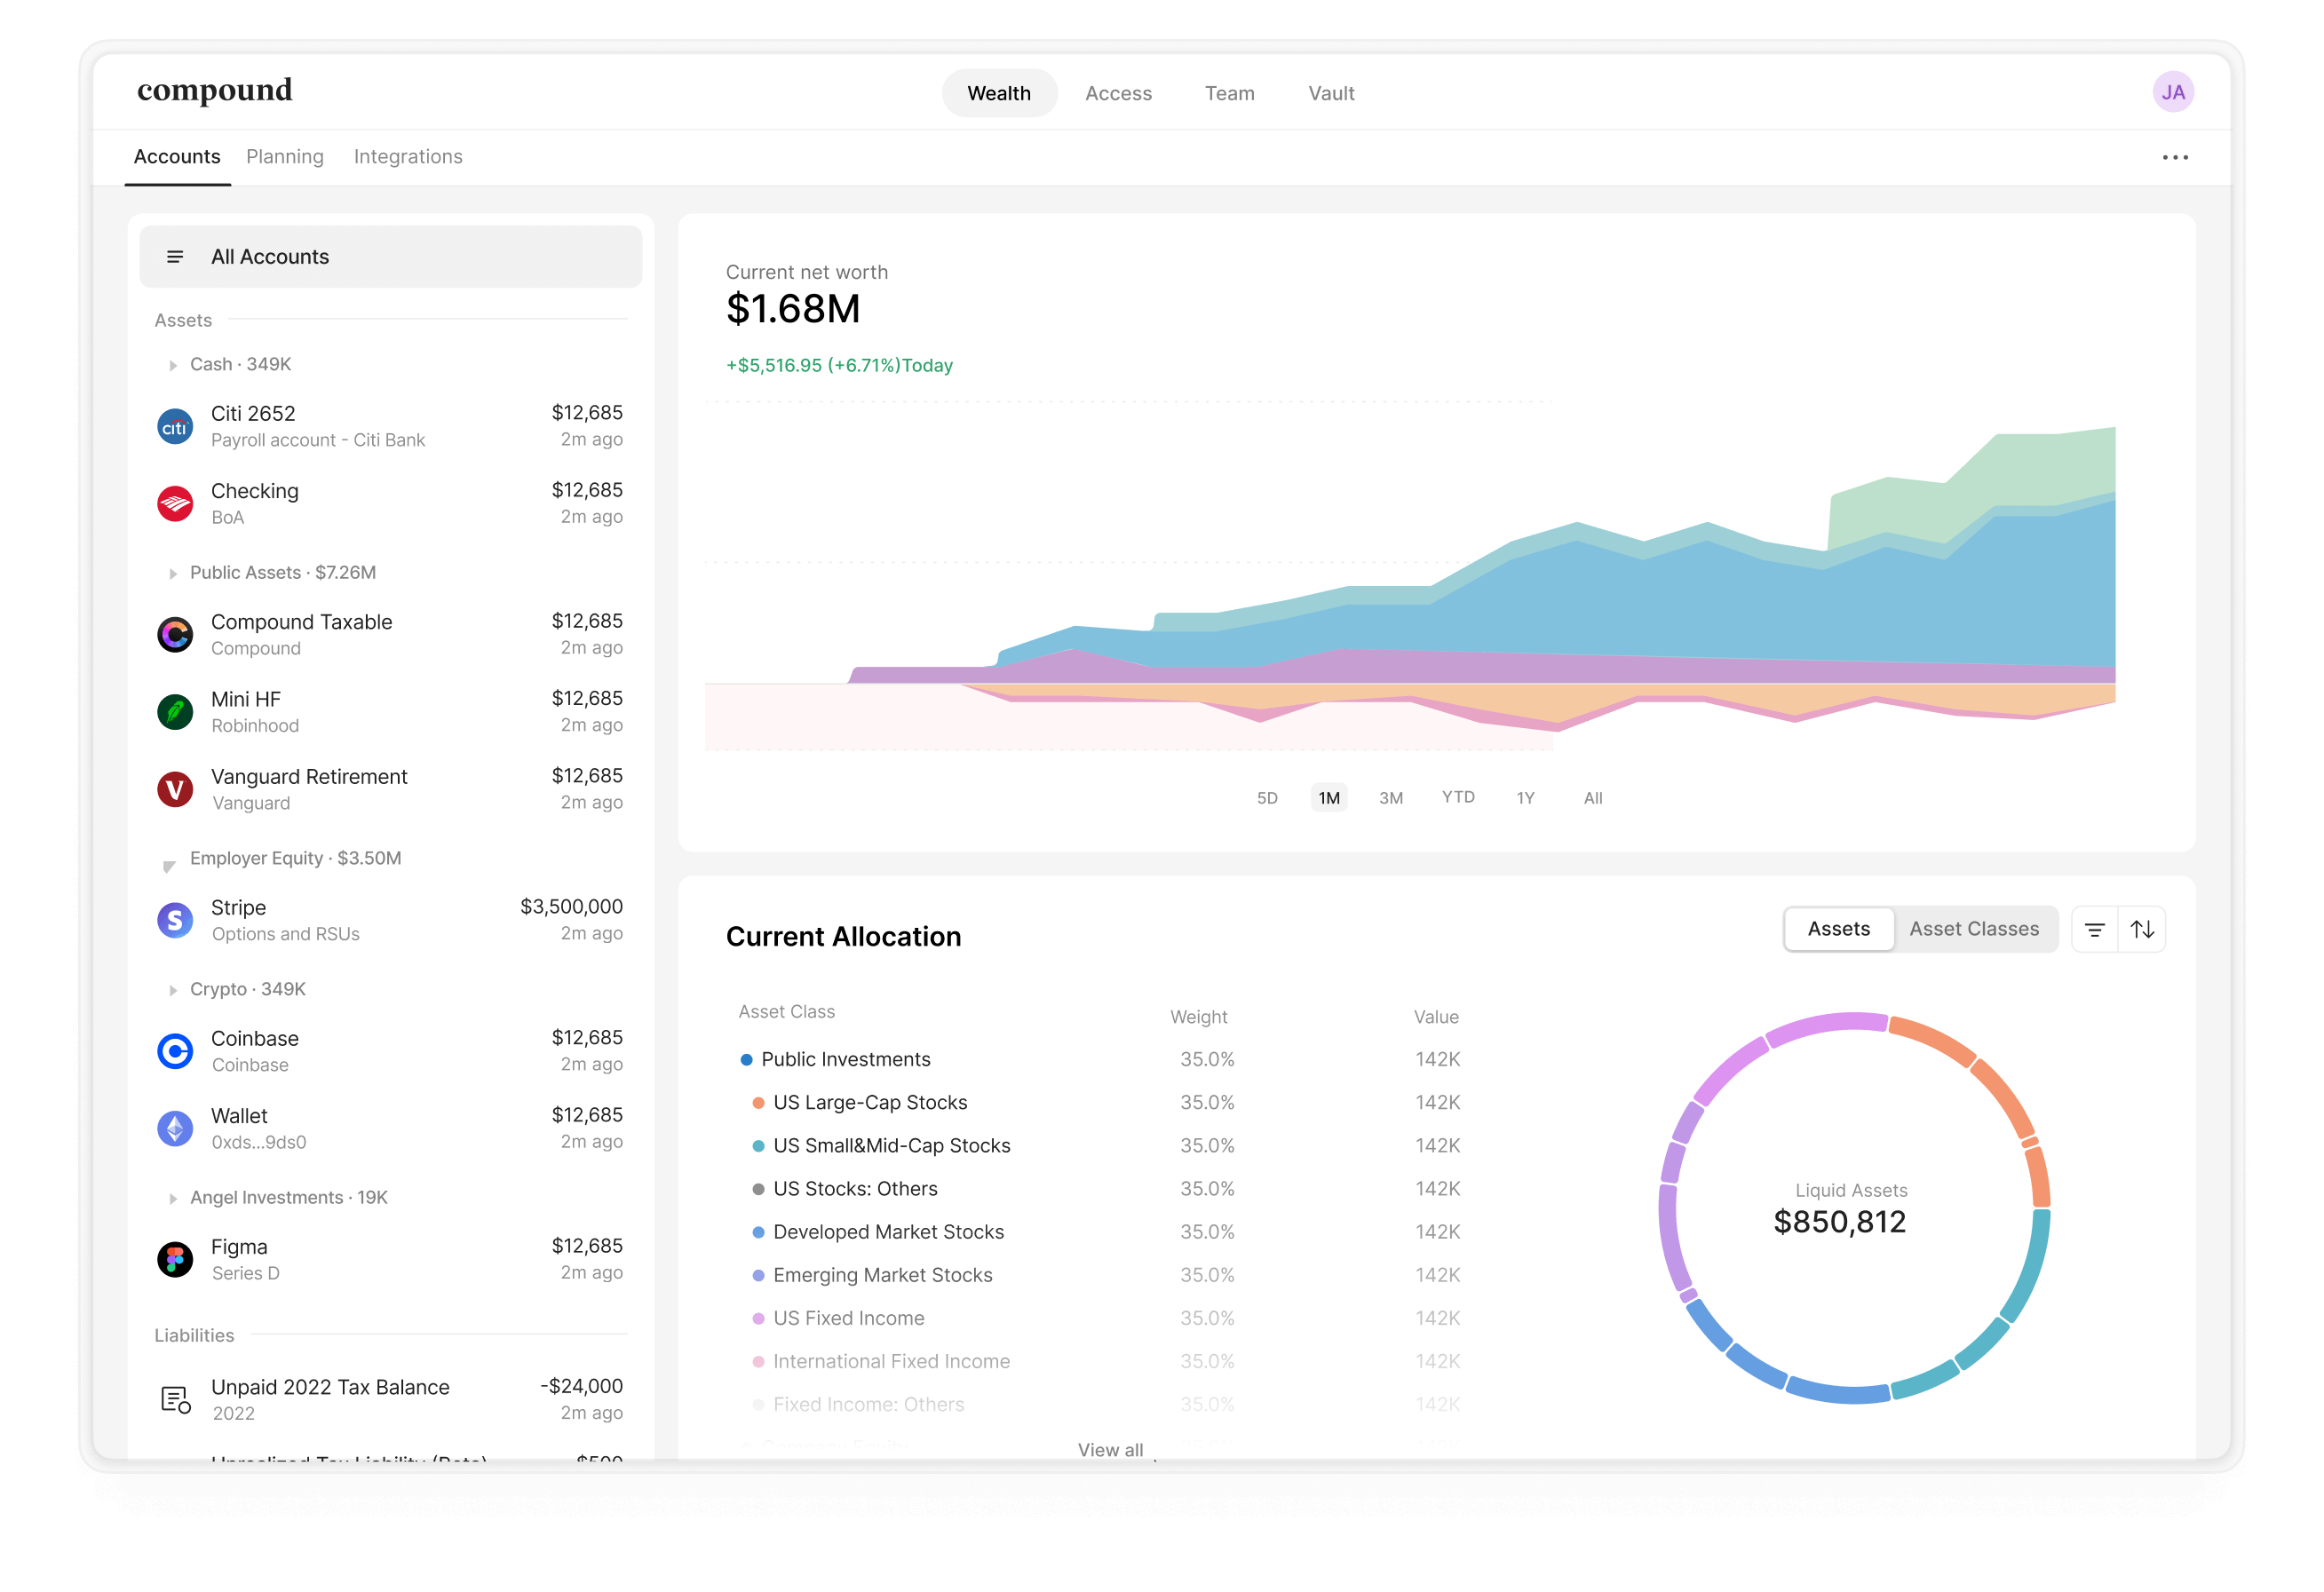 compound
Wealth Access Team Vault
JA
Accounts Planning Integrations
All Accounts
Assets
Cash · 349K
Citi 2652 $12,685
Payroll account - Citi Bank 2m ago
citi
Checking $12,685
BoA 2m ago
Public Assets · $7.26M
Compound Taxable $12,685
Compound 2m ago
Mini HF $12,685
Robinhood 2m ago
Vanguard Retirement $12,685
Vanguard 2m ago
Employer Equity · $3.50M
Stripe $3,500,000
Options and RSUs 2m ago
Crypto · 349K
Coinbase $12,685
Coinbase 2m ago
Wallet $12,685
0xds...9ds0 2m ago
Angel Investments · 19K
Figma $12,685
Series D 2m ago
Liabilities
Unpaid 2022 Tax Balance -$24,000
2022 2m ago
Unrealized Tax Liability (Beta) $500
Current net worth
$1.68M
+$5,516.95 (+6.71%)Today
5D 1M 3M YTD 1Y All
Current Allocation
Assets Asset Classes
Asset Class Weight Value
Public Investments 35.0% 142K
US Large-Cap Stocks 35.0% 142K
US Small&Mid-Cap Stocks 35.0% 142K
US Stocks: Others 35.0% 142K
Developed Market Stocks 35.0% 142K
Emerging Market Stocks 35.0% 142K
US Fixed Income 35.0% 142K
International Fixed Income 35.0% 142K
Fixed Income: Others 35.0% 142K
View all
Liquid Assets
$850,812